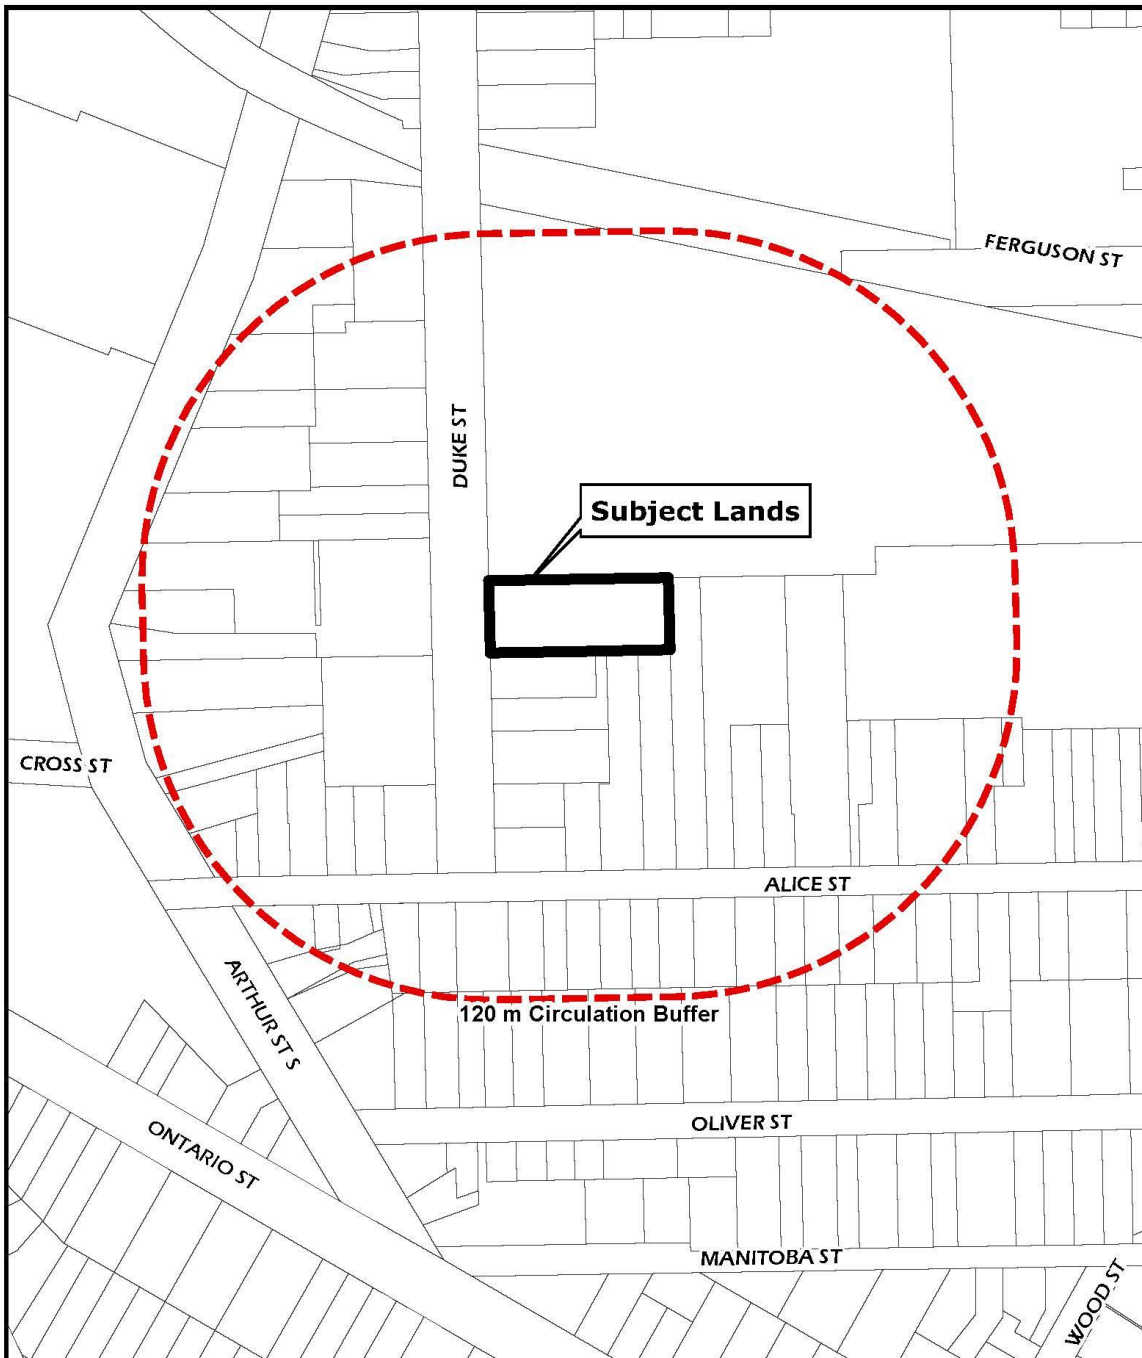 FERGUSON ST
DUKE ST
Subject Lands
CROSS ST
ALICE ST
ARTHUR ST S
120 m Circulation Buffer
ONTARIO ST
OLIVER ST
MANITOBA ST
WOOD ST